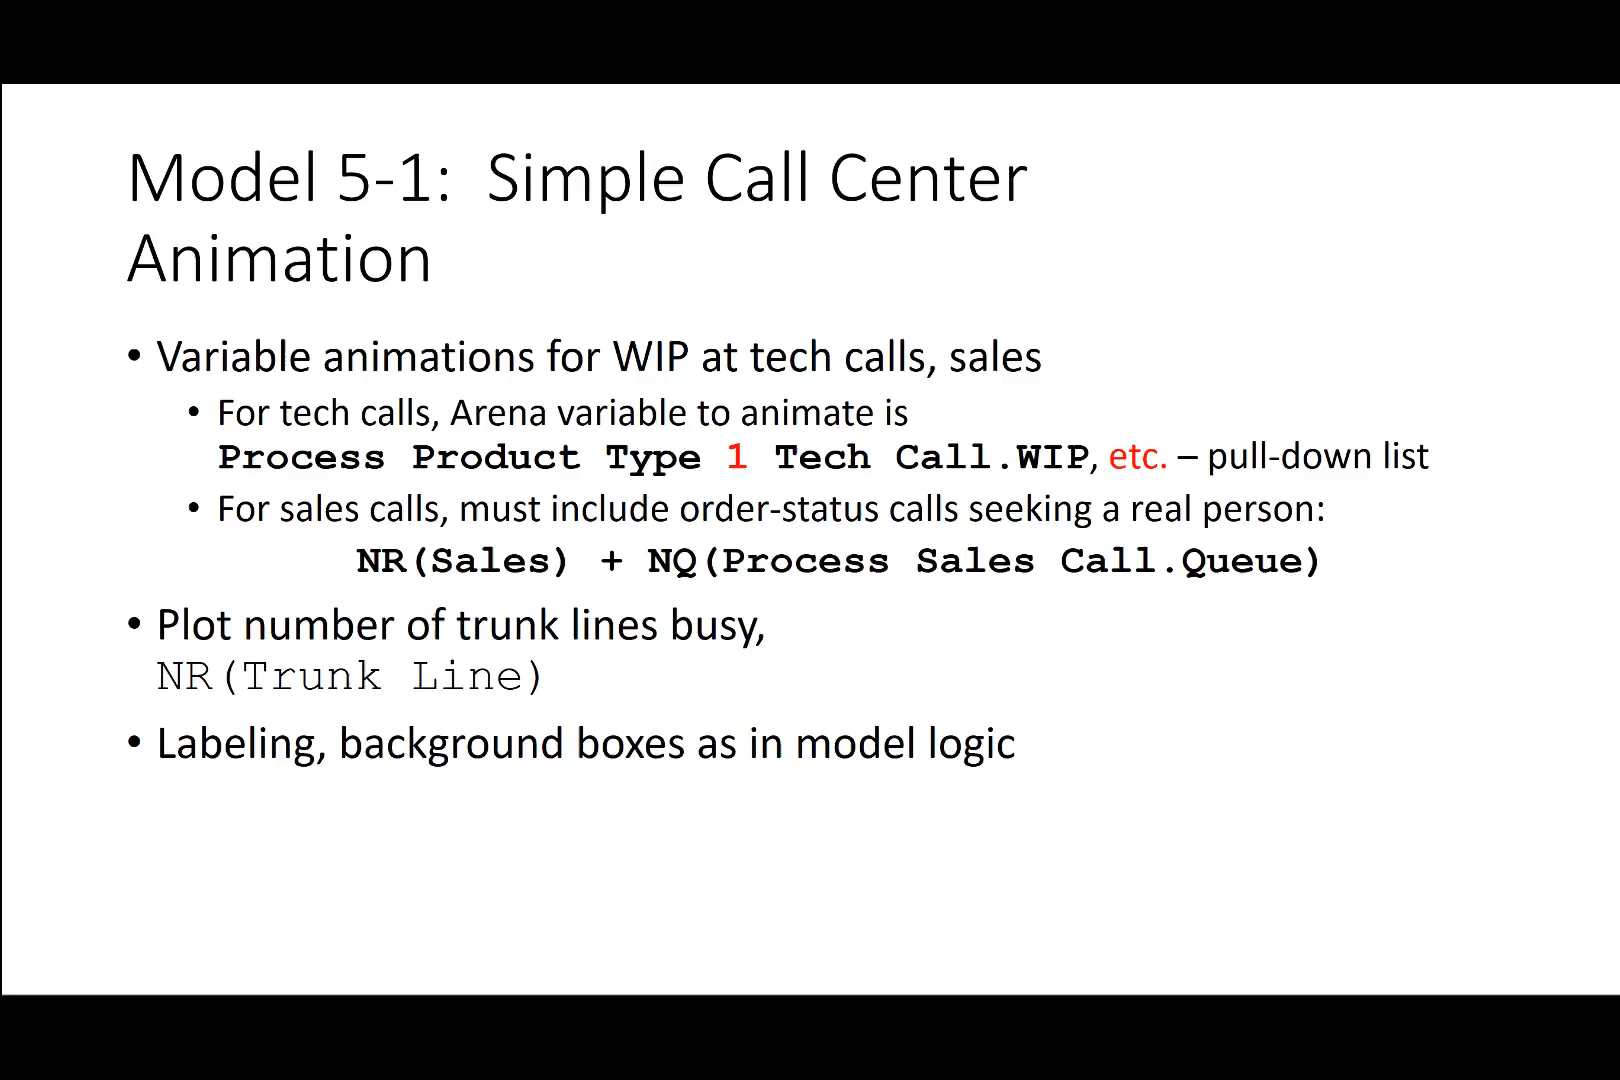 Model 5-1:  Simple Call Center
Animation
• Variable animations for WIP at tech calls, sales
• For tech calls, Arena variable to animate is
Process Product Type 1 Tech Call.WIP, etc. – pull-down list
• For sales calls, must include order-status calls seeking a real person:
NR(Sales) + NQ(Process Sales Call.Queue)
• Plot number of trunk lines busy,
NR(Trunk Line)
• Labeling, background boxes as in model logic